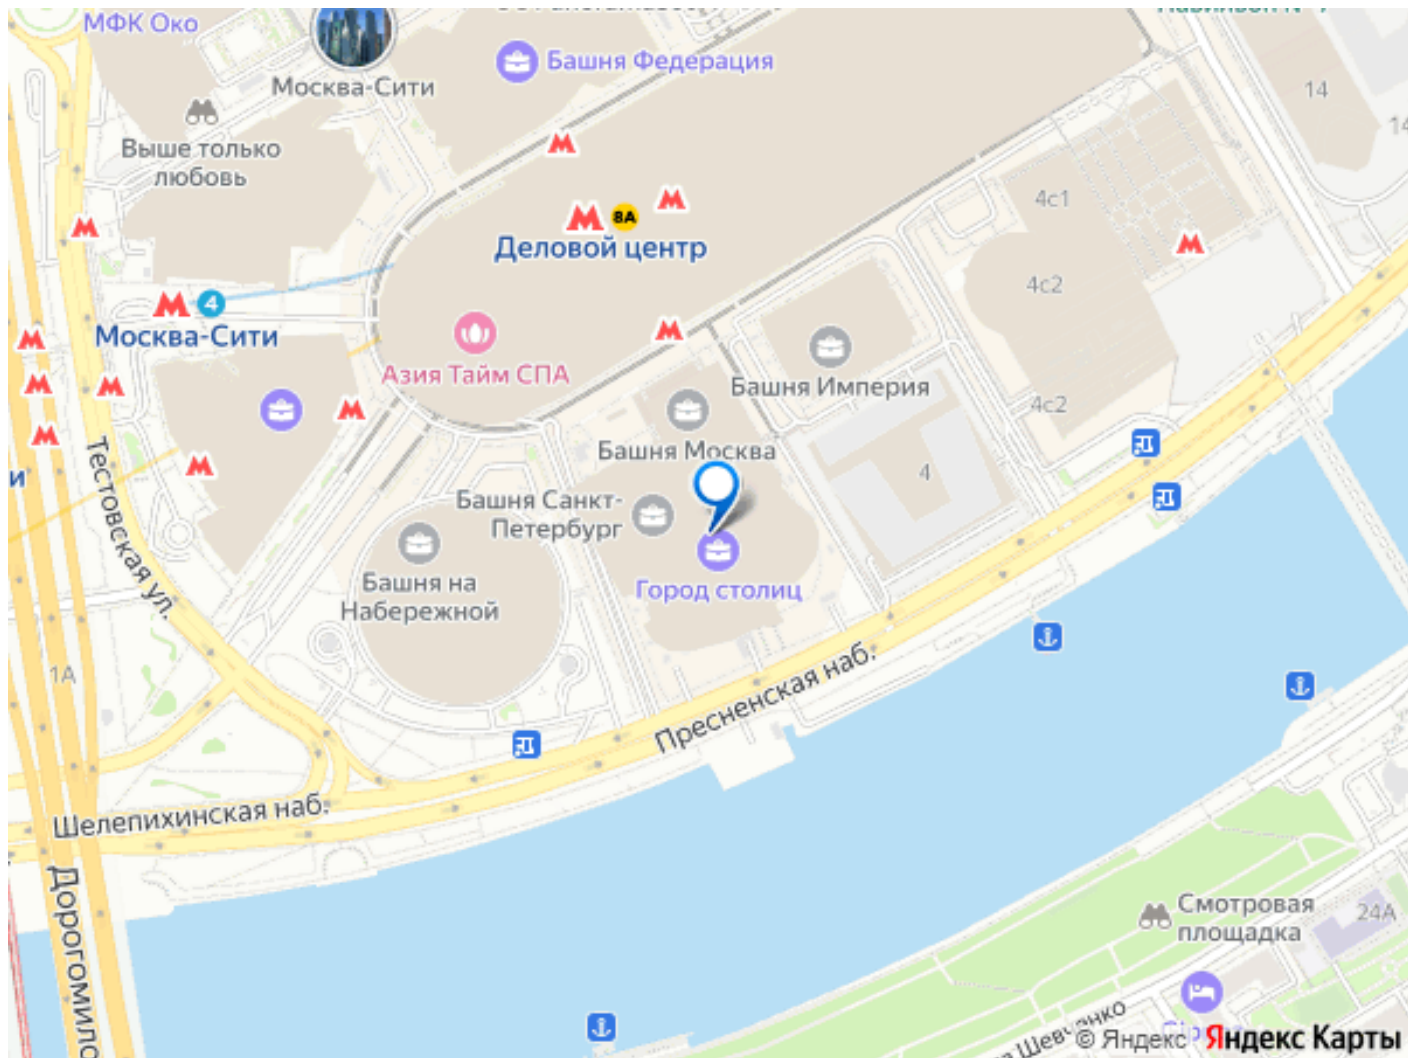 МФК Око
Башня Федерация
Москва-Сити
14
Выше только
любовь
4с1
8А
Деловой центр
4с2
4
Москва-Сити
Азия Тайм СПА
Башня Империя
4с2
Башня Москва
4
и
Башня Санкт-
Петербург
Тестовская ул.
Башня на
Набережной
Город столиц
1А
Пресненская наб.
Шелепихинская наб.
Дорогомило
Смотровая
площадка
24А
Шевченко
© Яндекс Яндекс Карты